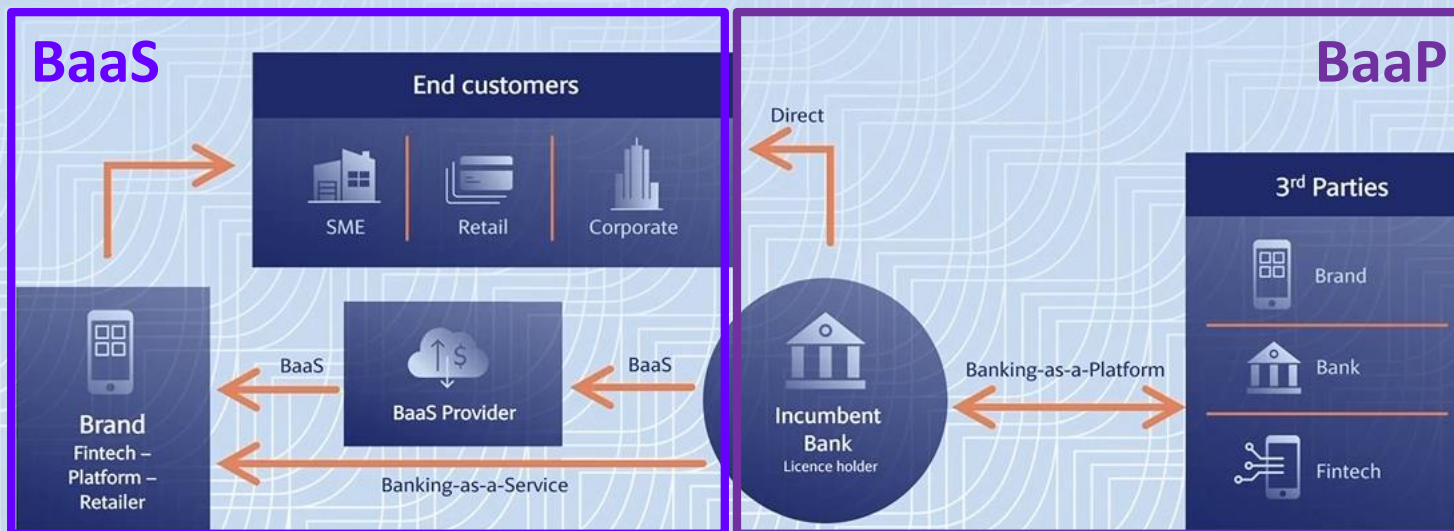 BaaS
BaaP
End customers
SME
Retail
Corporate
Direct
3rd Parties
Brand
Bank
Fintech
Brand
Fintech –
Platform –
Retailer
BaaS
BaaS Provider
BaaS
Banking-as-a-Service
Incumbent
Bank
Licence holder
Banking-as-a-Platform